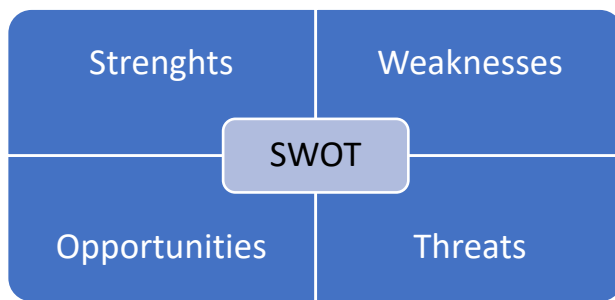 Strenghts
Weaknesses
SWOT
Opportunities
Threats